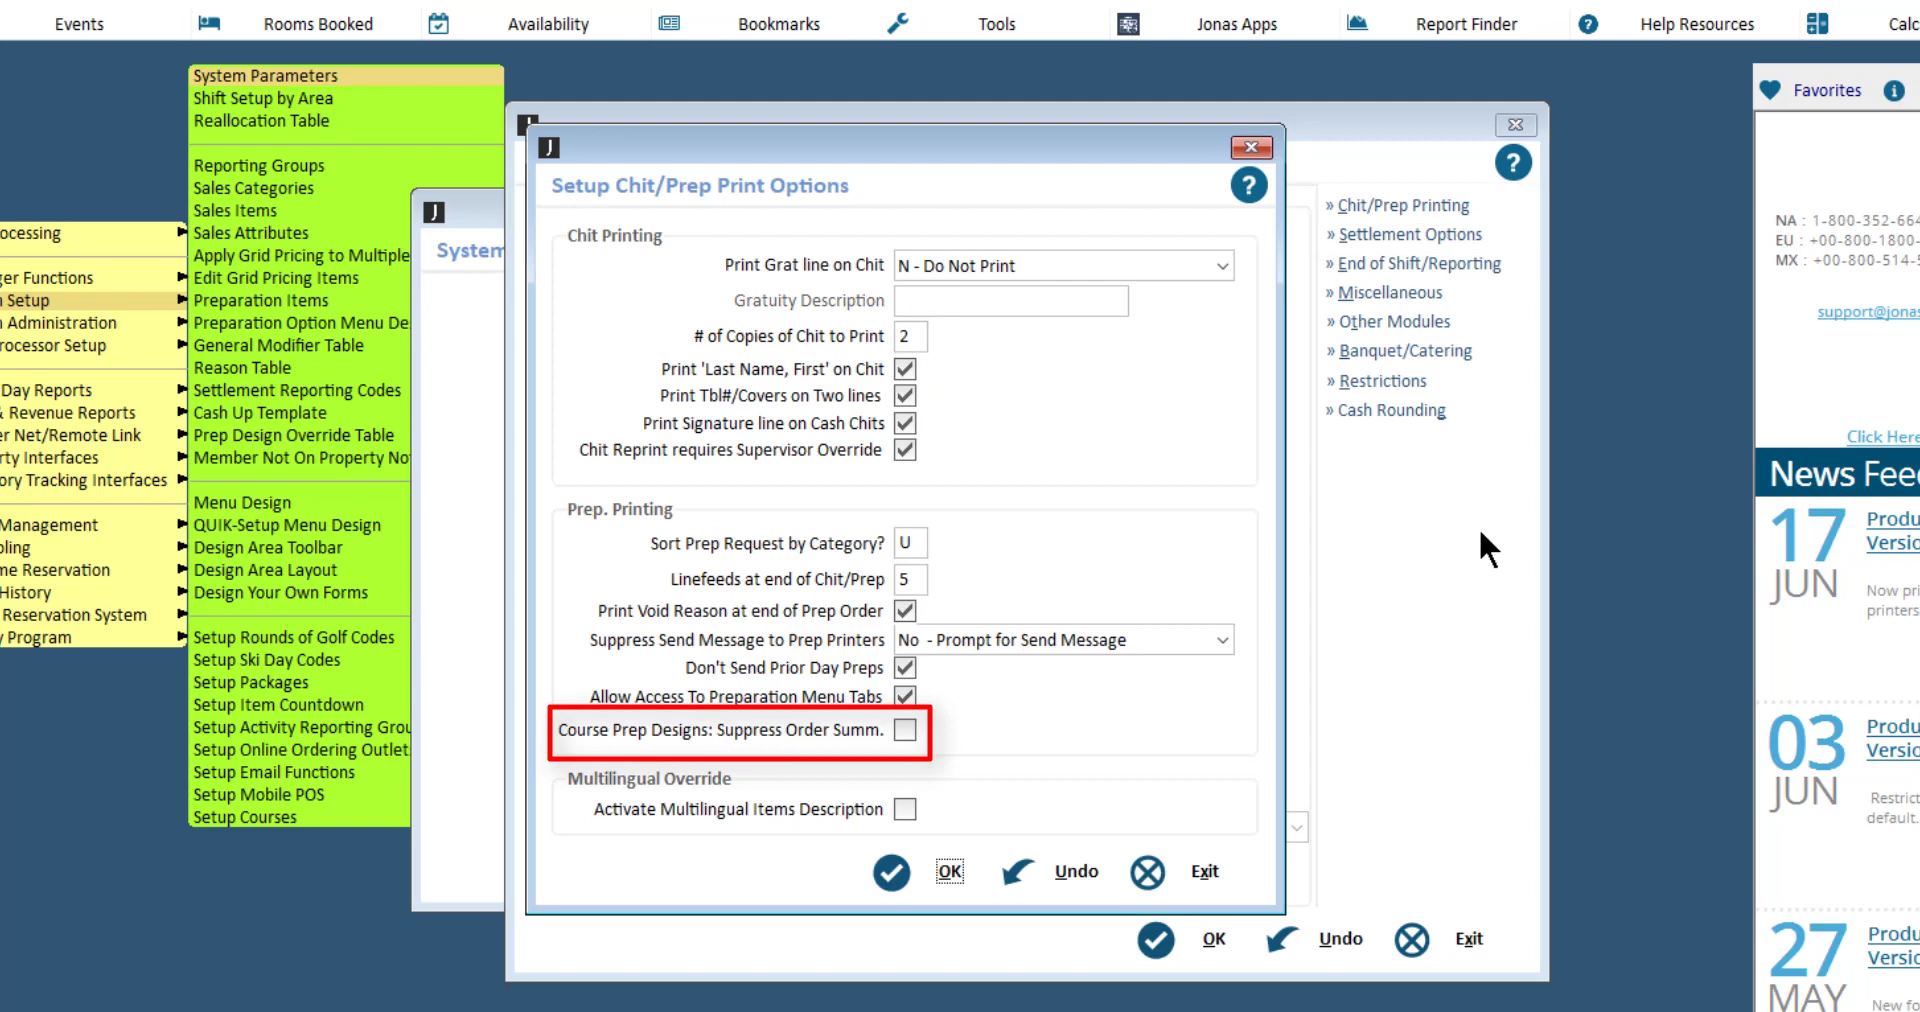 Events
Rooms Booked
Availability
Bookmarks
Tools
Jonas Apps
Report Finder
Help Resources
Calc
System Parameters
Shift Setup by Area
Reallocation Table
Reporting Groups
Sales Categories
Sales Items
Sales Attributes
Apply Grid Pricing to Multiple
Edit Grid Pricing Items
Preparation Items
Preparation Option Menu De
General Modifier Table
Reason Table
Settlement Reporting Codes
Cash Up Template
Prep Design Override Table
Member Not On Property No
Menu Design
QUIK-Setup Menu Design
Design Area Toolbar
Design Area Layout
Design Your Own Forms
Setup Rounds of Golf Codes
Setup Ski Day Codes
Setup Packages
Setup Item Countdown
Setup Activity Reporting Grou
Setup Online Ordering Outlet
Setup Email Functions
Setup Mobile POS
Setup Courses
ocessing
ger Functions
n Setup
n Administration
rocessor Setup
Day Reports
& Revenue Reports
er Net/Remote Link
rty Interfaces
ory Tracking Interfaces
Management
oling
me Reservation
History
Reservation System
y Program
J
System
J
Setup Chit/Prep Print Options
?
Chit Printing
Print Grat line on Chit N - Do Not Print
Gratuity Description
# of Copies of Chit to Print 2
Print 'Last Name, First' on Chit
Print Tbl#/Covers on Two lines
Print Signature line on Cash Chits
Chit Reprint requires Supervisor Override
Prep. Printing
Sort Prep Request by Category? U
Linefeeds at end of Chit/Prep 5
Print Void Reason at end of Prep Order
Suppress Send Message to Prep Printers No - Prompt for Send Message
Don't Send Prior Day Preps
Allow Access To Preparation Menu Tabs
Course Prep Designs: Suppress Order Summ.
Multilingual Override
Activate Multilingual Items Description
OK Undo Exit
?
» Chit/Prep Printing
» Settlement Options
» End of Shift/Reporting
» Miscellaneous
» Other Modules
» Banquet/Catering
» Restrictions
» Cash Rounding
OK Undo Exit
Favorites
NA : 1-800-352-664
EU : +00-800-1800-
MX : +00-800-514-5
support@jonas
Click Here
News Feed
17
JUN
Produ
Versio
Now pri
printers
03
JUN
Produ
Versio
Restrict
default.
27
MAY
Produ
Versio
New fo